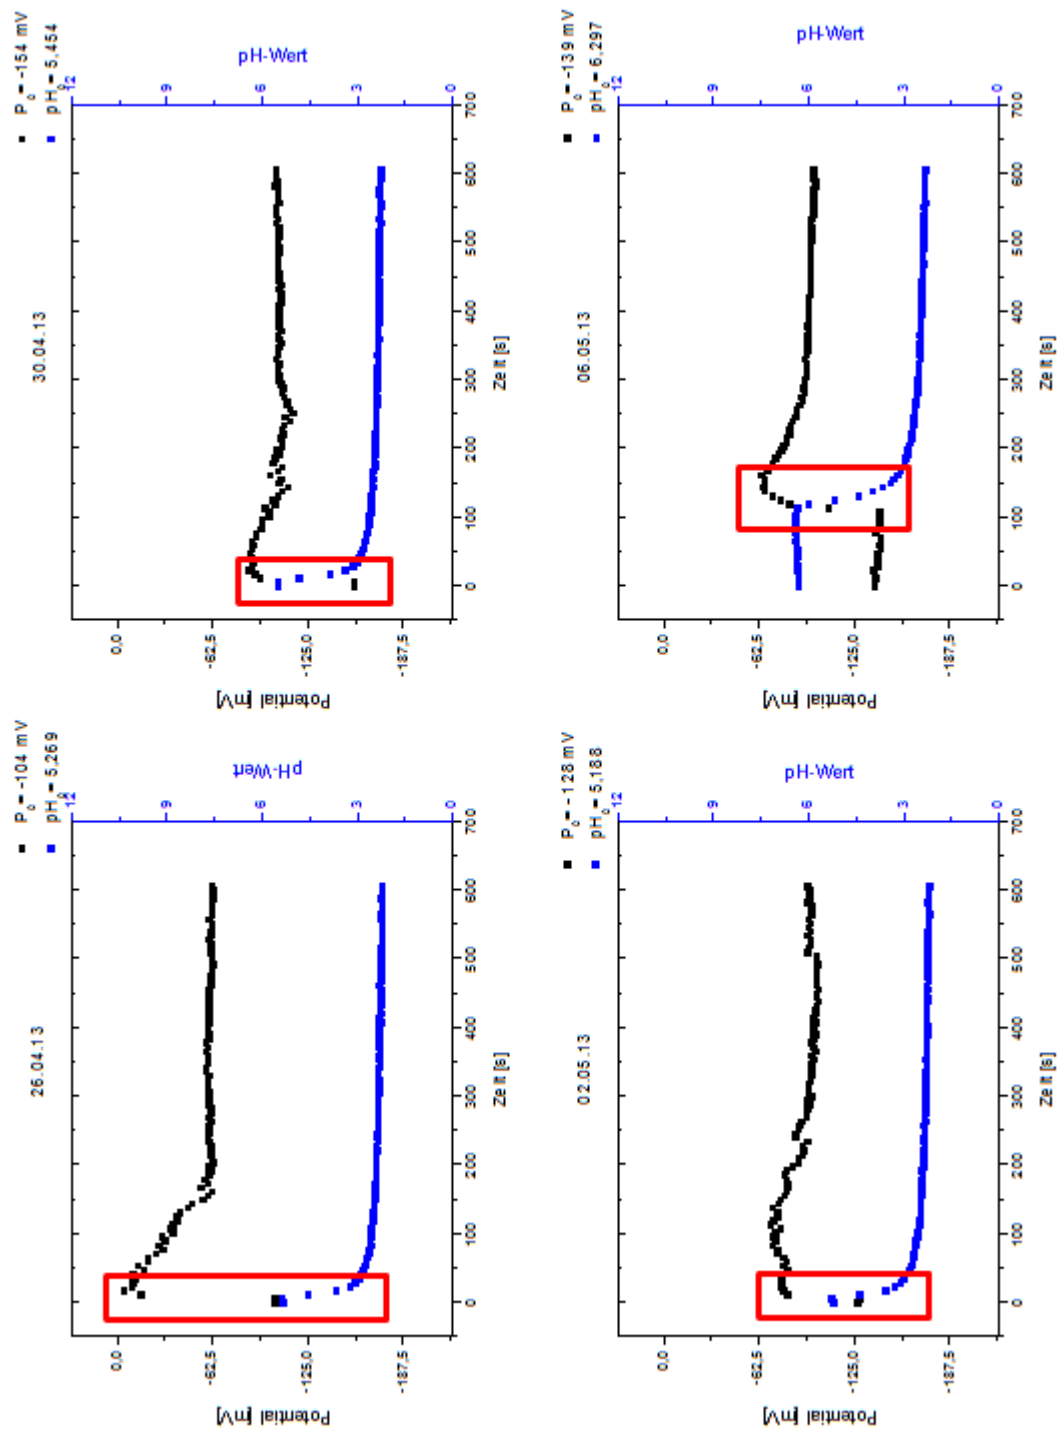 26.04.13
P₀ = -104 mV
pH₀ = 5,269
Potential [mV]
0,0
-62,5
-125,0
-187,5
12
9
6
3
0
pH-Wert
0 100 200 300 400 500 600 700
Zeit [s]
30.04.13
P₀ = -154 mV
pH₀ = 5,454
Potential [mV]
0,0
-62,5
-125,0
-187,5
12
9
6
3
0
pH-Wert
0 100 200 300 400 500 600 700
Zeit [s]
02.05.13
P₀ = -128 mV
pH₀ = 5,188
Potential [mV]
0,0
-62,5
-125,0
-187,5
12
9
6
3
0
pH-Wert
0 100 200 300 400 500 600 700
Zeit [s]
06.05.13
P₀ = -139 mV
pH₀ = 6,297
Potential [mV]
0,0
-62,5
-125,0
-187,5
12
9
6
3
0
pH-Wert
0 100 200 300 400 500 600 700
Zeit [s]